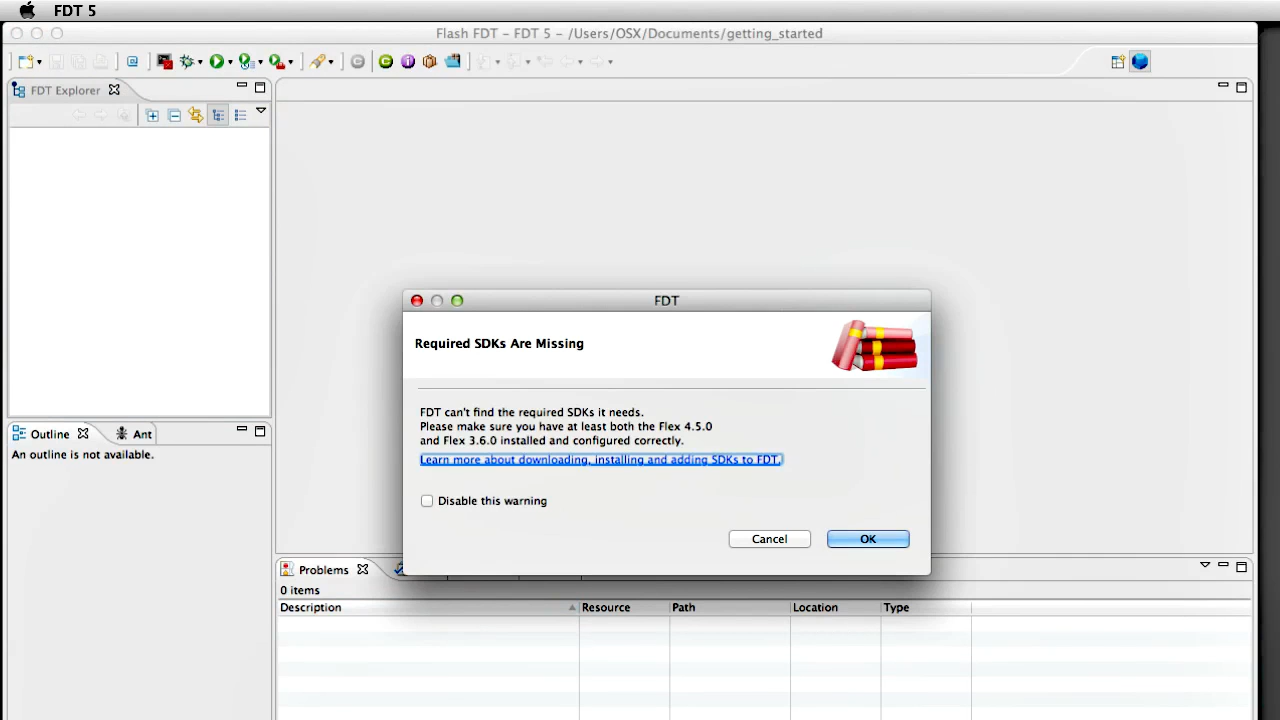 FDT 5
Flash FDT - FDT 5 - /Users/OSX/Documents/getting_started
FDT Explorer
FDT
Required SDKs Are Missing
FDT can't find the required SDKs it needs.
Please make sure you have at least both the Flex 4.5.0
and Flex 3.6.0 installed and configured correctly.
Learn more about downloading, installing and adding SDKs to FDT.
Disable this warning
Cancel
OK
Outline
Ant
An outline is not available.
Problems
0 items
Description
Resource
Path
Location
Type